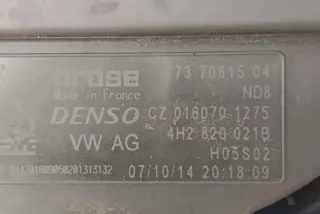 brose 73 70815 04
Made in France ND8
DENSO CZ 016070-1275
VW AG 4H2 820 021B
H05S02
07/10/14 20:18:09